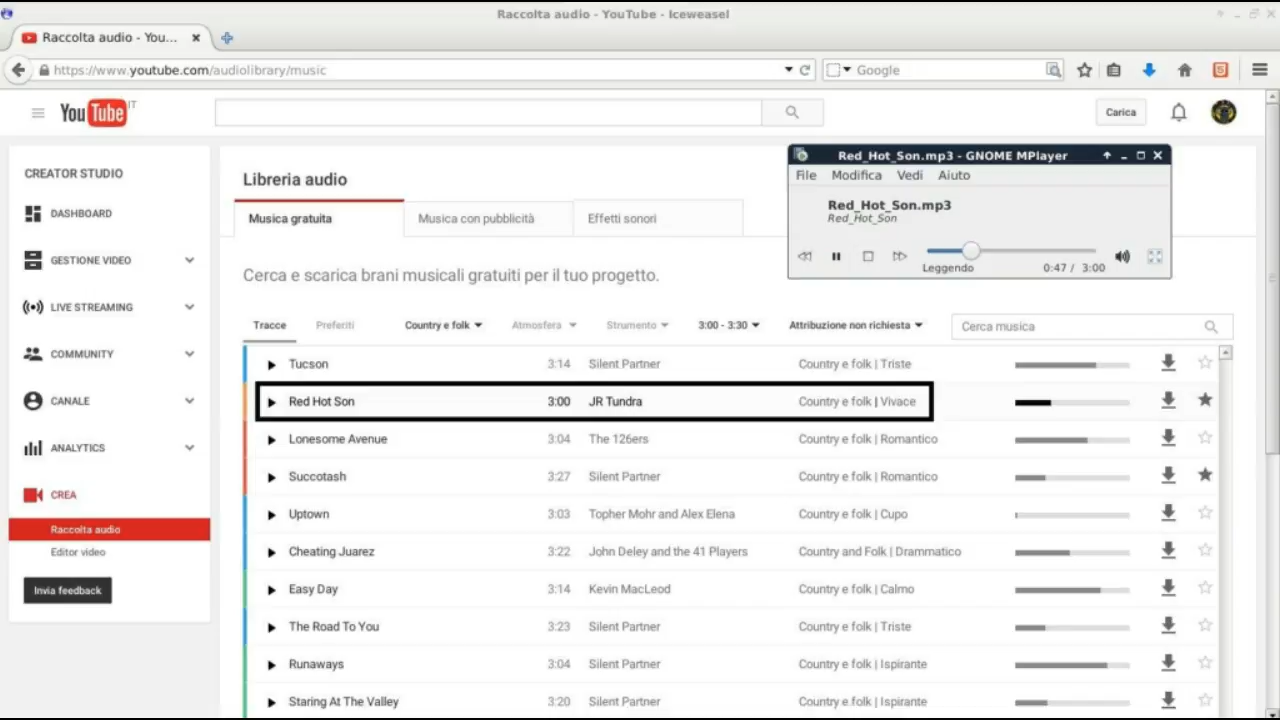 Raccolta audio - YouTube - Iceweasel
Raccolta audio - You...
https://www.youtube.com/audiolibrary/music
Google
YouTube IT
Carica
CREATOR STUDIO
DASHBOARD
GESTIONE VIDEO
LIVE STREAMING
COMMUNITY
CANALE
ANALYTICS
CREA
Raccolta audio
Editor video
Invia feedback
Libreria audio
Musica gratuita
Musica con pubblicità
Effetti sonori
Red_Hot_Son.mp3 - GNOME MPlayer
File Modifica Vedi Aiuto
Red_Hot_Son.mp3
Red_Hot_Son
Leggendo 0:47 / 3:00
Cerca e scarica brani musicali gratuiti per il tuo progetto.
Tracce Preferiti Country e folk Atmosfera Strumento 3:00 - 3:30 Attribuzione non richiesta Cerca musica
Tucson 3:14 Silent Partner Country e folk | Triste
Red Hot Son 3:00 JR Tundra Country e folk | Vivace
Lonesome Avenue 3:04 The 126ers Country e folk | Romantico
Succotash 3:27 Silent Partner Country e folk | Romantico
Uptown 3:03 Topher Mohr and Alex Elena Country e folk | Cupo
Cheating Juarez 3:22 John Deley and the 41 Players Country and Folk | Drammatico
Easy Day 3:14 Kevin MacLeod Country e folk | Calmo
The Road To You 3:23 Silent Partner Country e folk | Triste
Runaways 3:04 Silent Partner Country e folk | Ispirante
Staring At The Valley 3:20 Silent Partner Country e folk | Ispirante